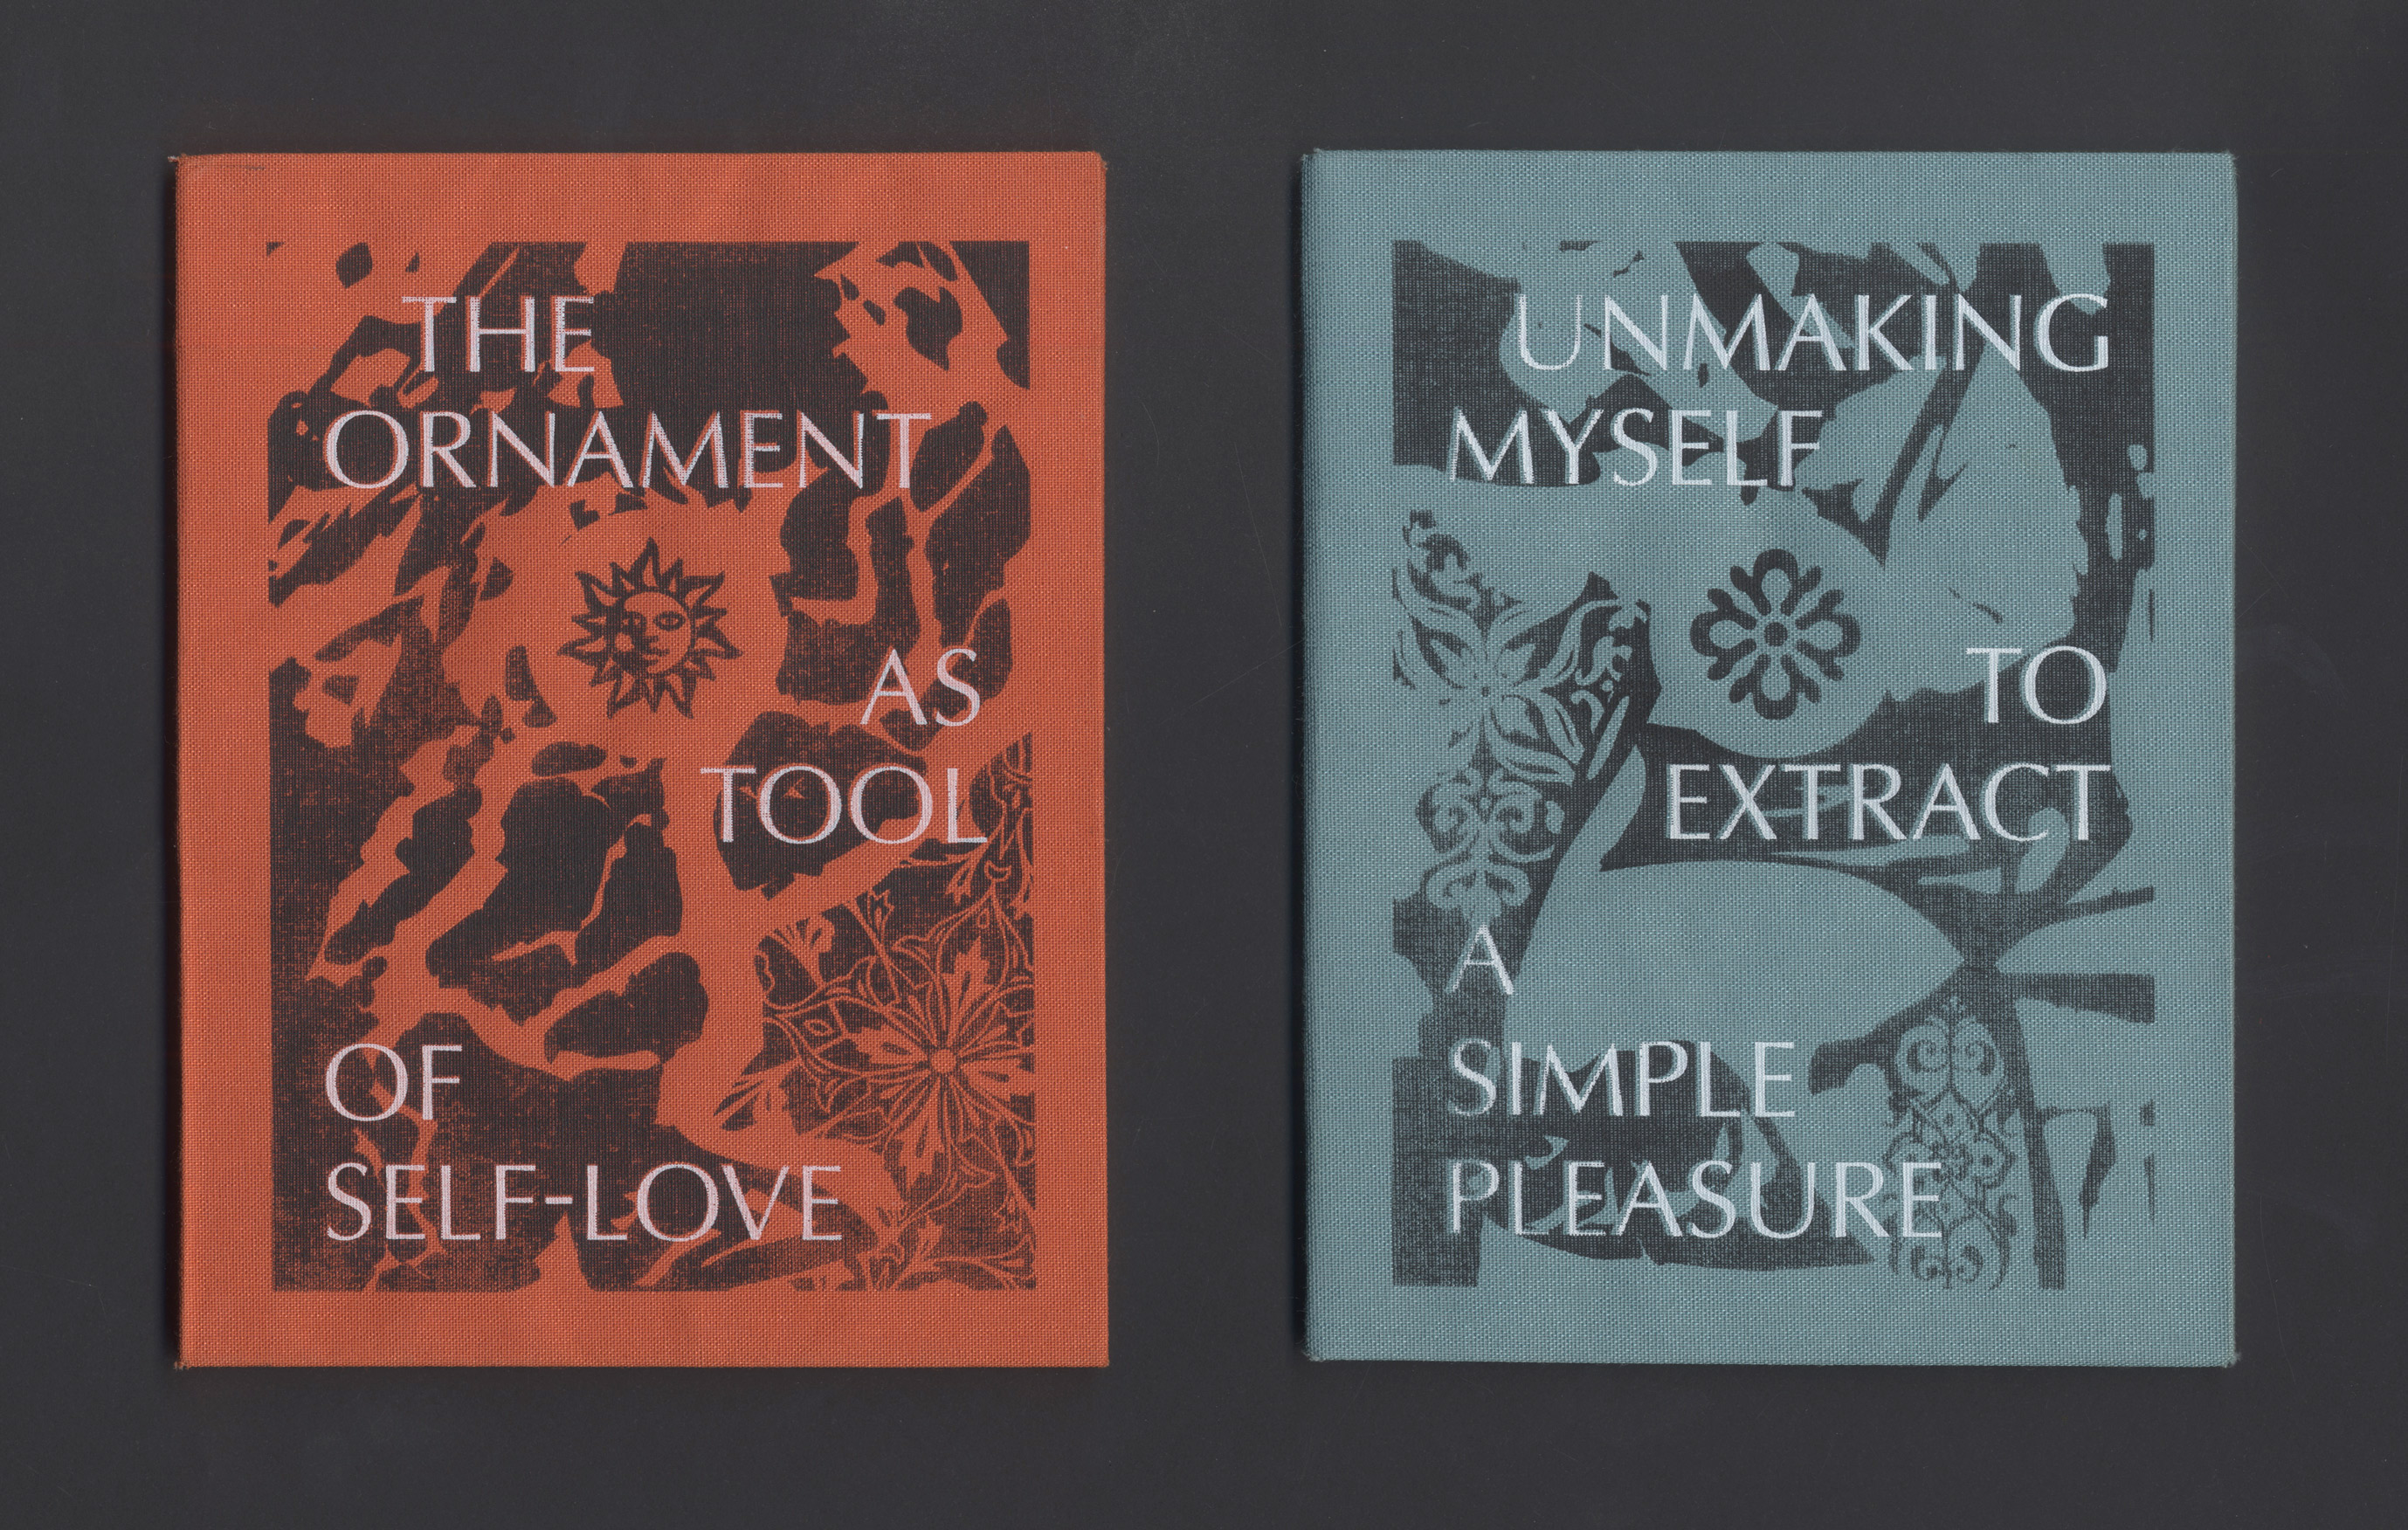 THE
ORNAMENT
AS
TOOL
OF
SELF-LOVE
UNMAKING
MYSELF
TO
EXTRACT
A
SIMPLE
PLEASURE